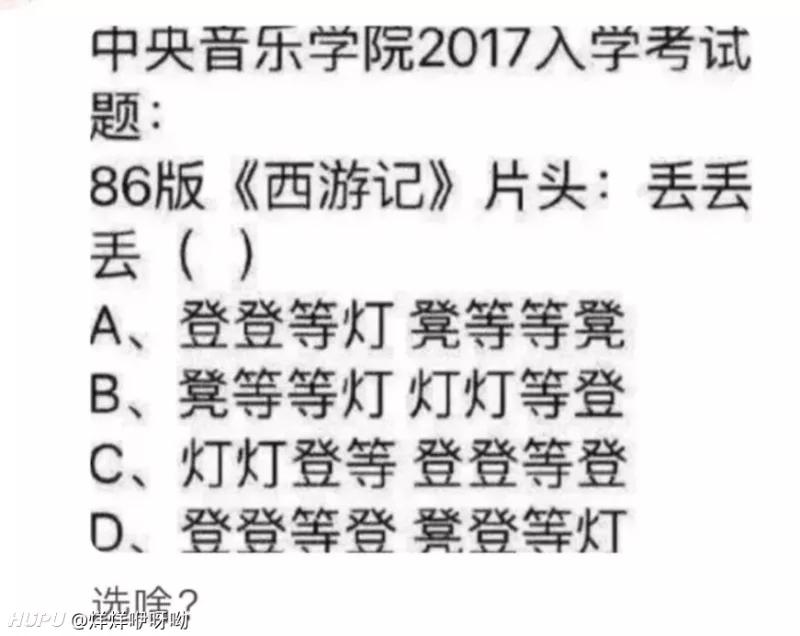 中央音乐学院2017入学考试
题：
86版《西游记》片头：丢丢
丢（ ）
A、登登等灯 凳等等凳
B、凳等等灯 灯灯等登
C、灯灯登等 登登等登
D、登登等登 凳登等灯
选啥？
HUPU @烊烊咿呀呦